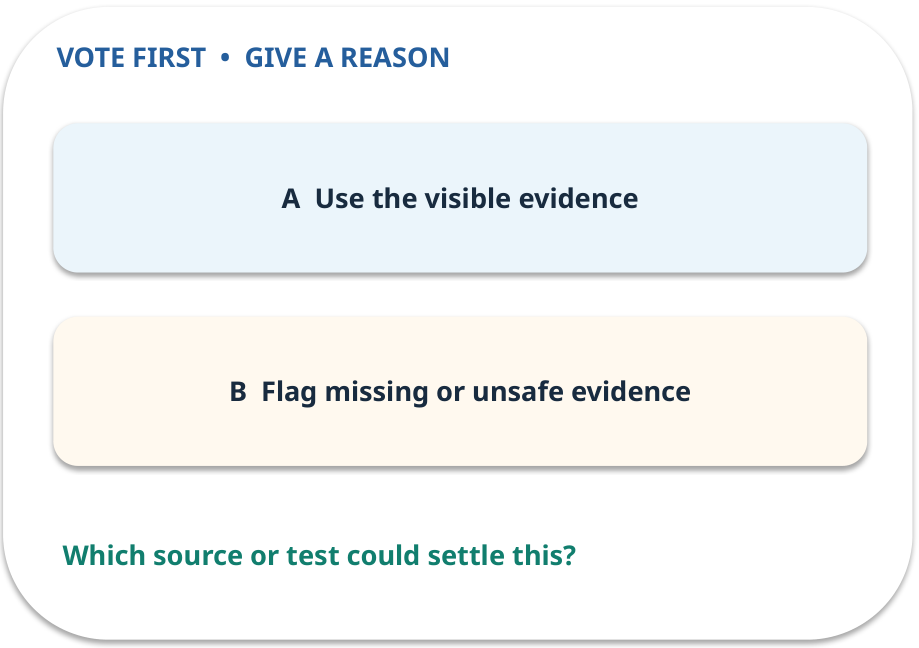 VOTE FIRST • GIVE A REASON
A Use the visible evidence
B Flag missing or unsafe evidence
Which source or test could settle this?